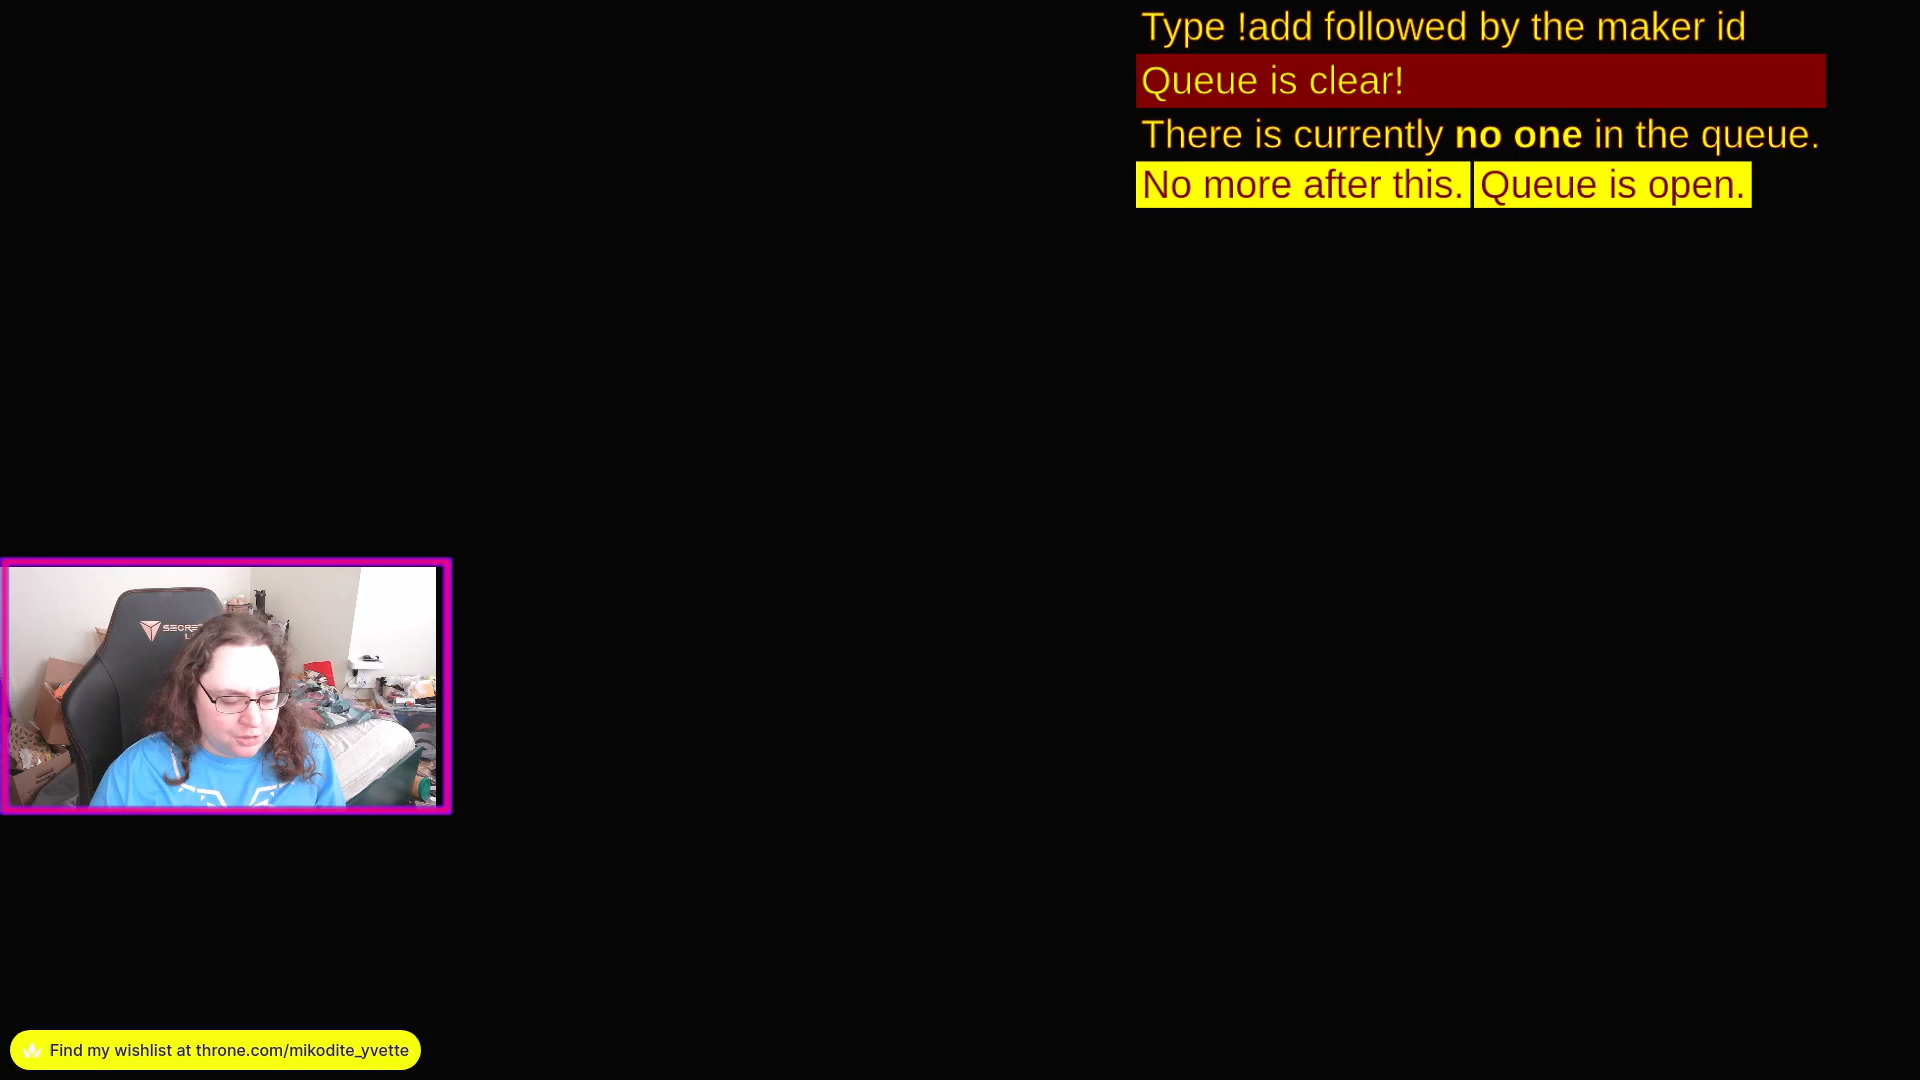 Type !add followed by the maker id
Queue is clear!
There is currently no one in the queue.
No more after this. Queue is open.
Find my wishlist at throne.com/mikodite_yvette